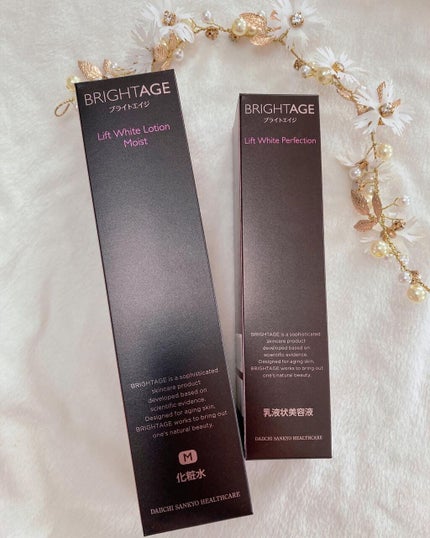 BRIGHTAGE
ブライトエイジ
Lift White Lotion
Moist
BRIGHTAGE is a sophisticated
skincare product
developed based on
scientific evidence.
Designed for aging skin,
BRIGHTAGE works to bring out
one's natural beauty.
M
化粧水
DAIICHI SANKYO HEALTHCARE
BRIGHTAGE
ブライトエイジ
Lift White Perfection
BRIGHTAGE is a sophisticated
skincare product
developed based on
scientific evidence.
Designed for aging skin,
BRIGHTAGE works to bring out
one's natural beauty.
乳液状美容液
DAIICHI SANKYO HEALTHCARE